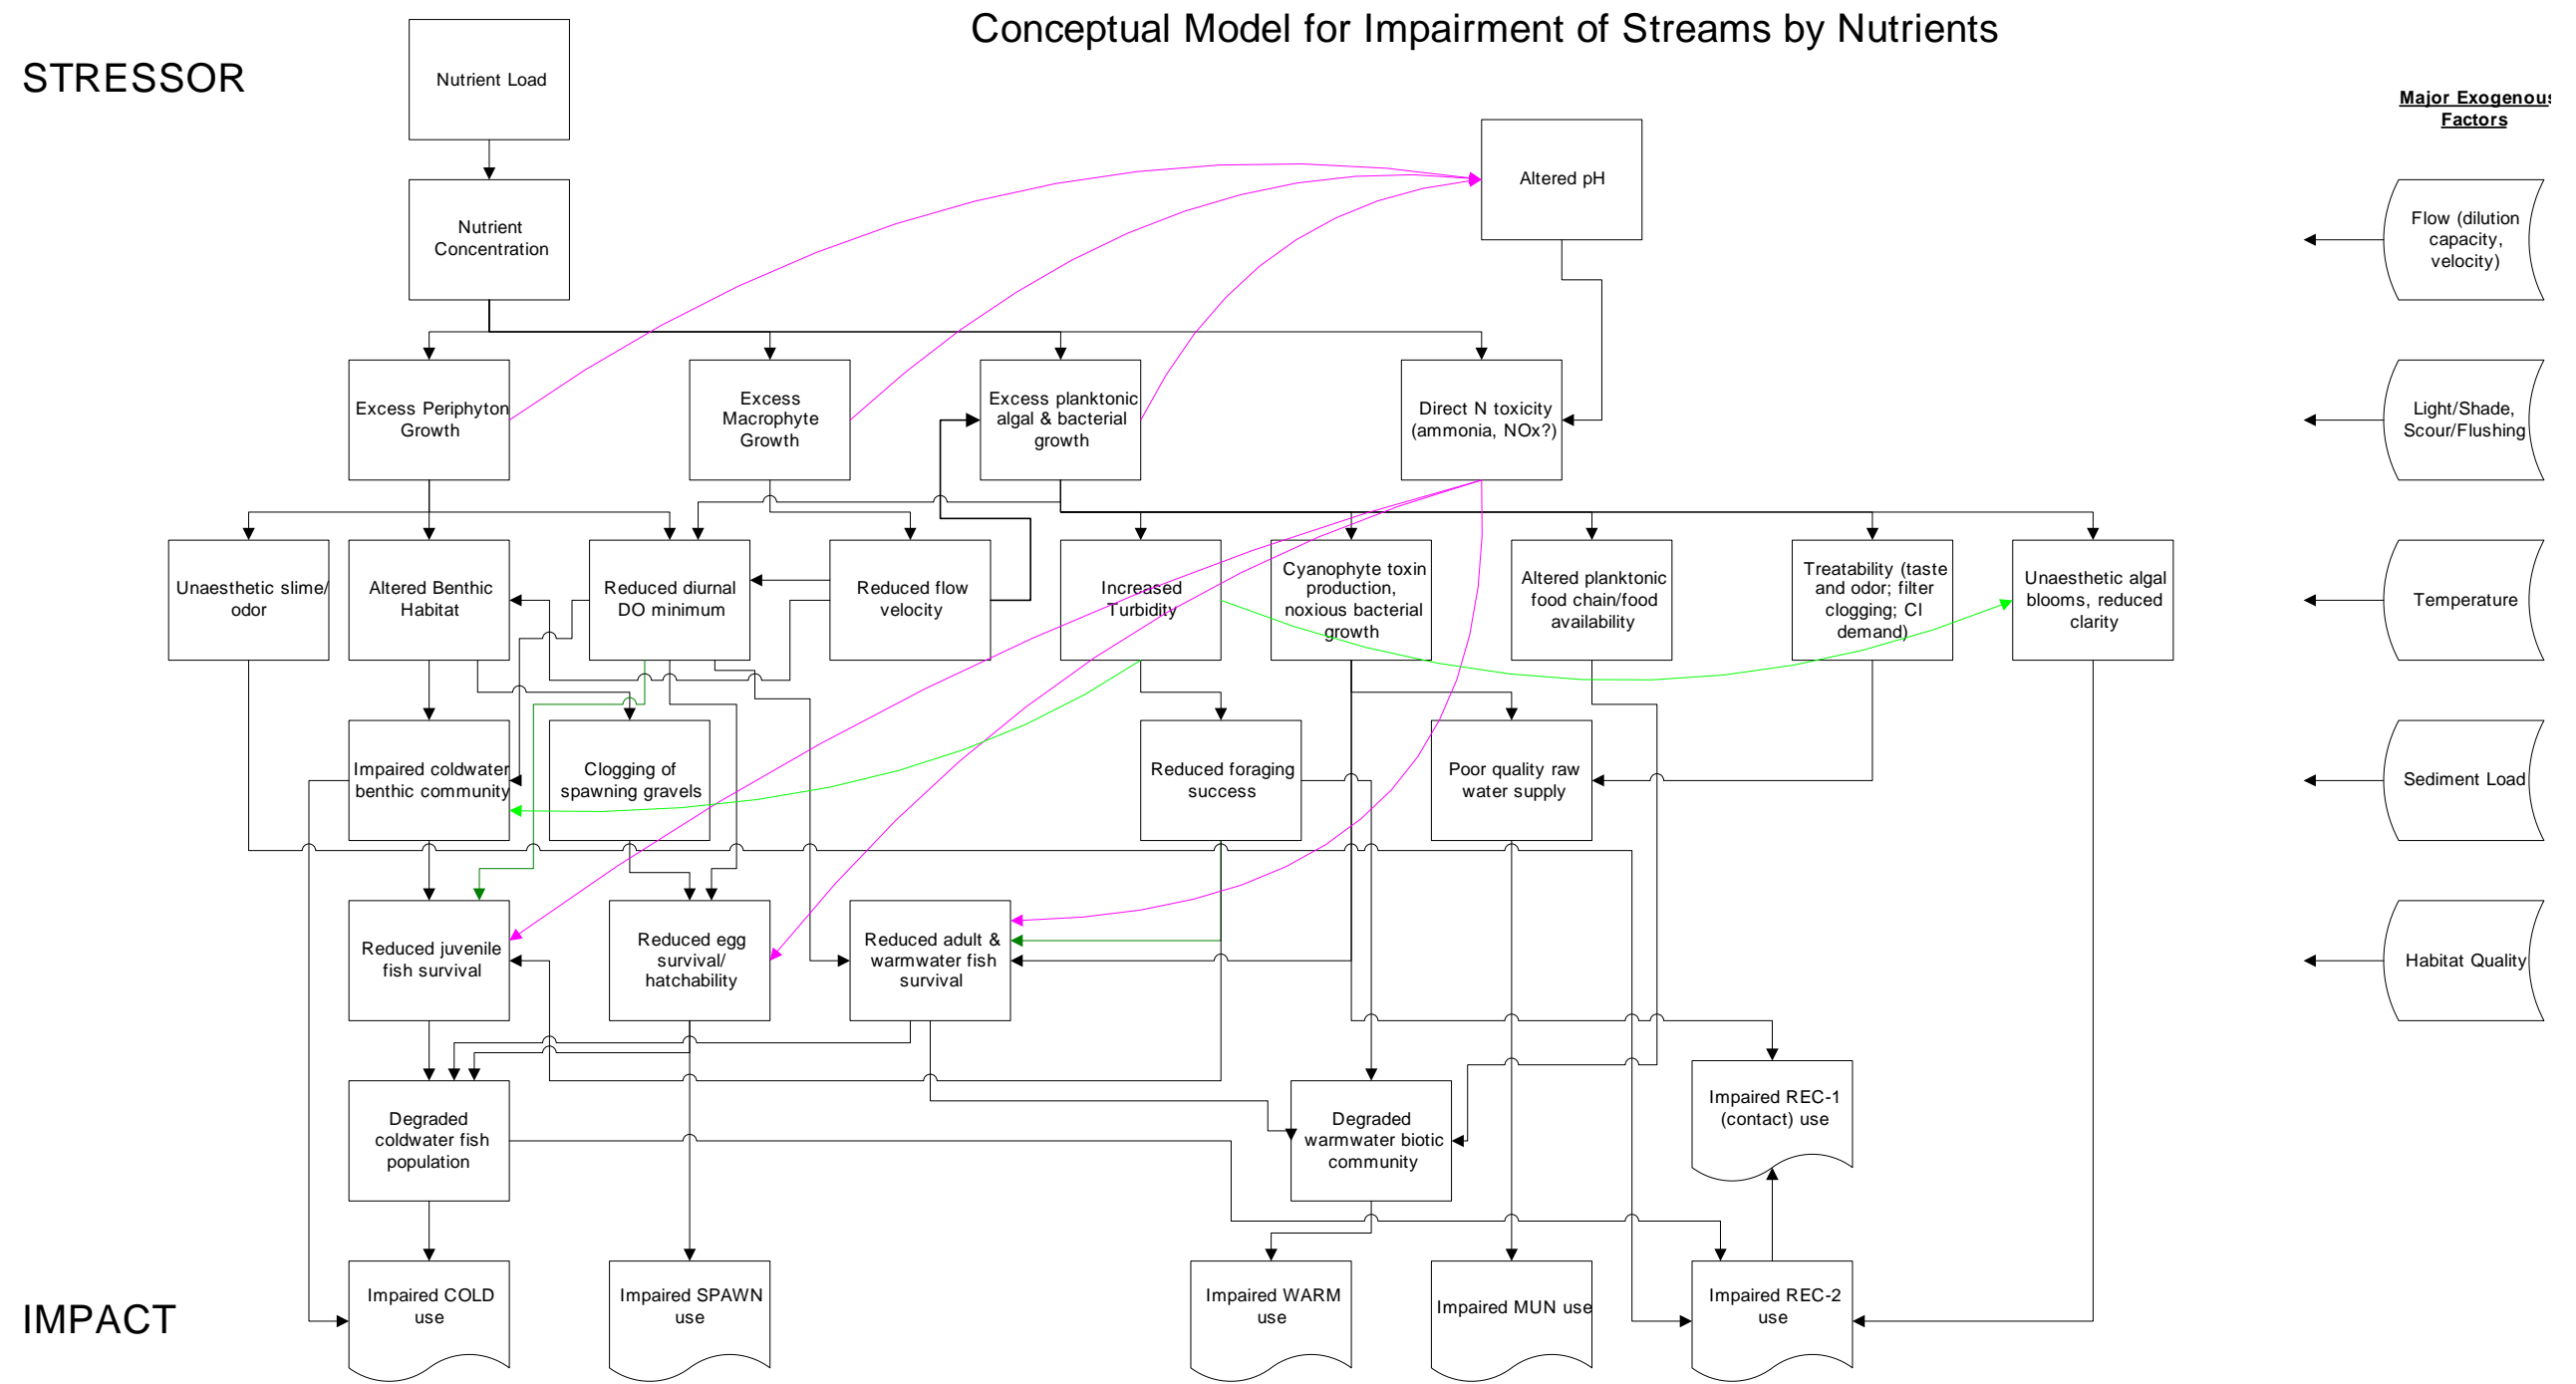 Conceptual Model for Impairment of Streams by Nutrients
STRESSOR
Nutrient Load
Major Exogenous
Factors
Altered pH
Nutrient
Concentration
Flow (dilution
capacity,
velocity)
Excess Periphyton
Growth
Excess
Macrophyte
Growth
Excess planktonic
algal & bacterial
growth
Direct N toxicity
(ammonia, NOx?)
Light/Shade,
Scour/Flushing
Unaesthetic slime/
odor
Altered Benthic
Habitat
Reduced diurnal
DO minimum
Reduced flow
velocity
Increased
Turbidity
Cyanophyte toxin
production,
noxious bacterial
growth
Altered planktonic
food chain/food
availability
Treatability (taste
and odor; filter
clogging; Cl
demand)
Unaesthetic algal
blooms, reduced
clarity
Temperature
Impaired coldwater
benthic community
Clogging of
spawning gravels
Reduced foraging
success
Poor quality raw
water supply
Sediment Load
Reduced juvenile
fish survival
Reduced egg
survival/
hatchability
Reduced adult &
warmwater fish
survival
Habitat Quality
Degraded
coldwater fish
population
Degraded
warmwater biotic
community
Impaired REC-1
(contact) use
IMPACT
Impaired COLD
use
Impaired SPAWN
use
Impaired WARM
use
Impaired MUN use
Impaired REC-2
use